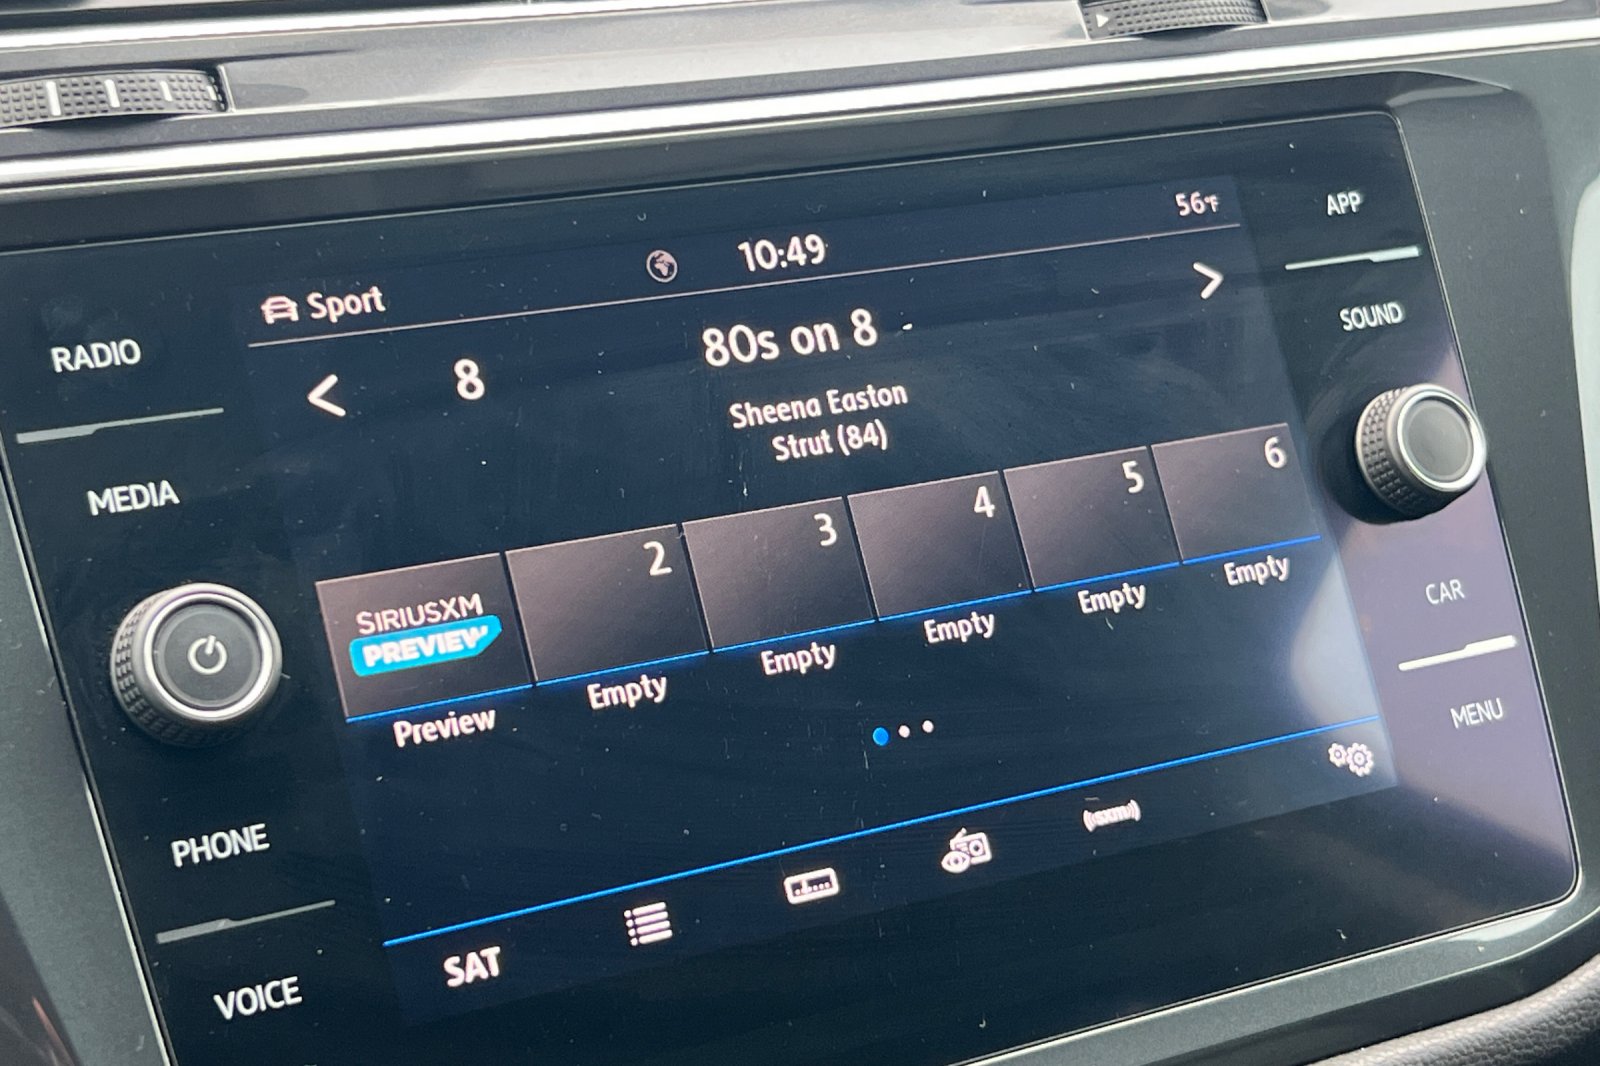 56°F
10:49
Sport
APP
SOUND
RADIO
8
80s on 8
Sheena Easton
Strut (84)
MEDIA
2
3
4
5
6
SIRIUSXM
PREVIEW
Preview
Empty
Empty
Empty
Empty
Empty
CAR
MENU
PHONE
VOICE
SAT